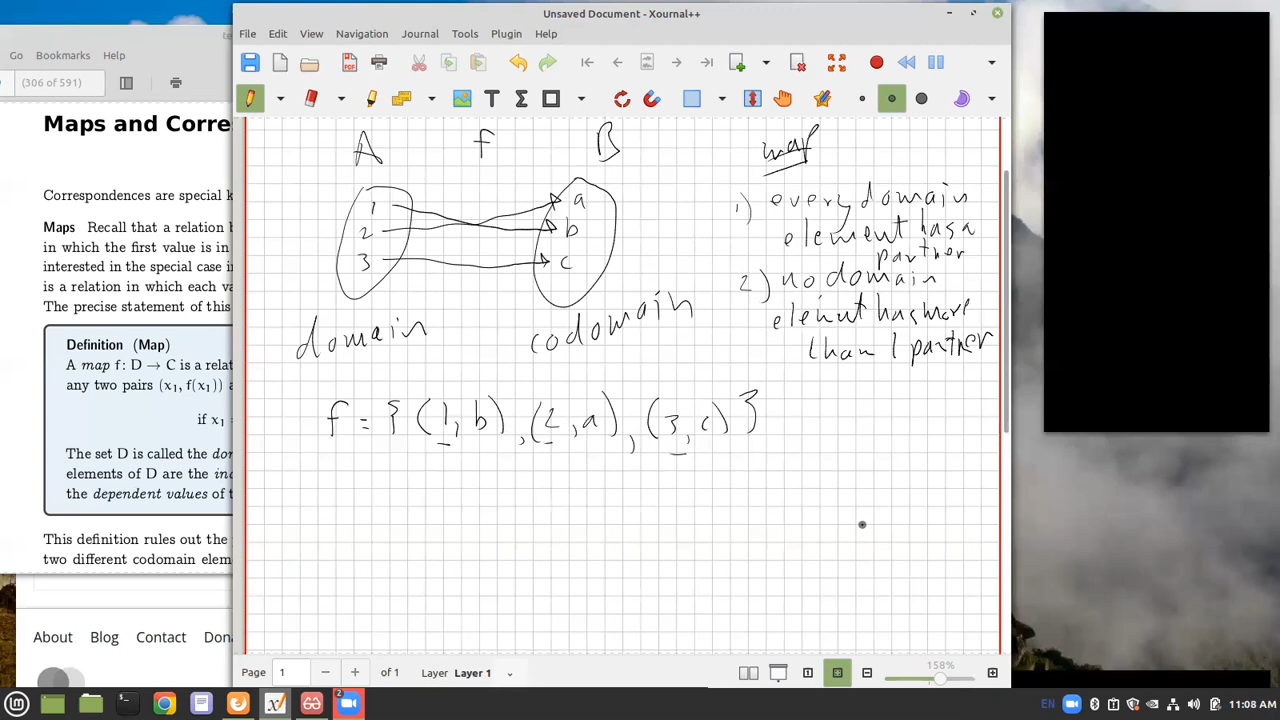 Unsaved Document - Xournal++
File Edit View Navigation Journal Tools Plugin Help
Go Bookmarks Help
(306 of 591)
Maps and Corre
Correspondences are special k
Maps Recall that a relation b
in which the first value is in
interested in the special case i
is a relation in which each va
The precise statement of this
Definition (Map)
A map f: D → C is a relat
any two pairs (x₁, f(x₁)) a
if x₁ =
The set D is called the dor
elements of D are the ind
the dependent values of t
This definition rules out the
two different codomain elem
About Blog Contact Dona
A f B
1 a
2 b
3 c
domain codomain
map
1) every domain
element has a
partner
2) no domain
element has more
than 1 partner
f = { (1, b), (2, a), (3, c) }
Page 1 of 1 Layer Layer 1 158%
2
EN 11:08 AM